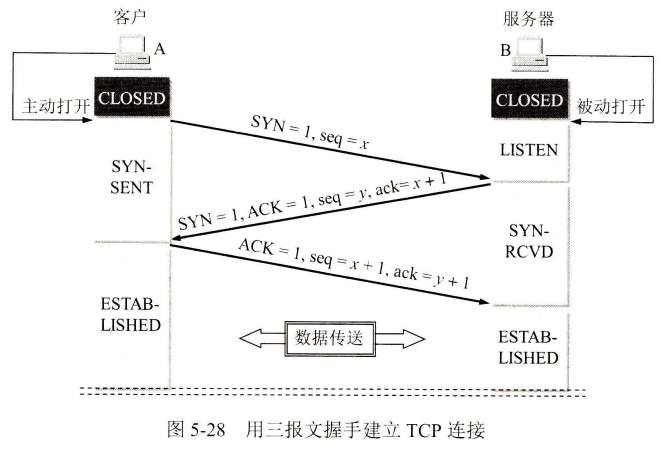 客户
服务器
A
B
CLOSED
CLOSED
主动打开
被动打开
SYN = 1, seq = x
LISTEN
SYN-
SENT
SYN = 1, ACK = 1, seq = y, ack= x + 1
SYN-
RCVD
ACK = 1, seq = x + 1, ack = y + 1
ESTAB-
LISHED
数据传送
ESTAB-
LISHED
图 5-28 用三报文握手建立 TCP 连接